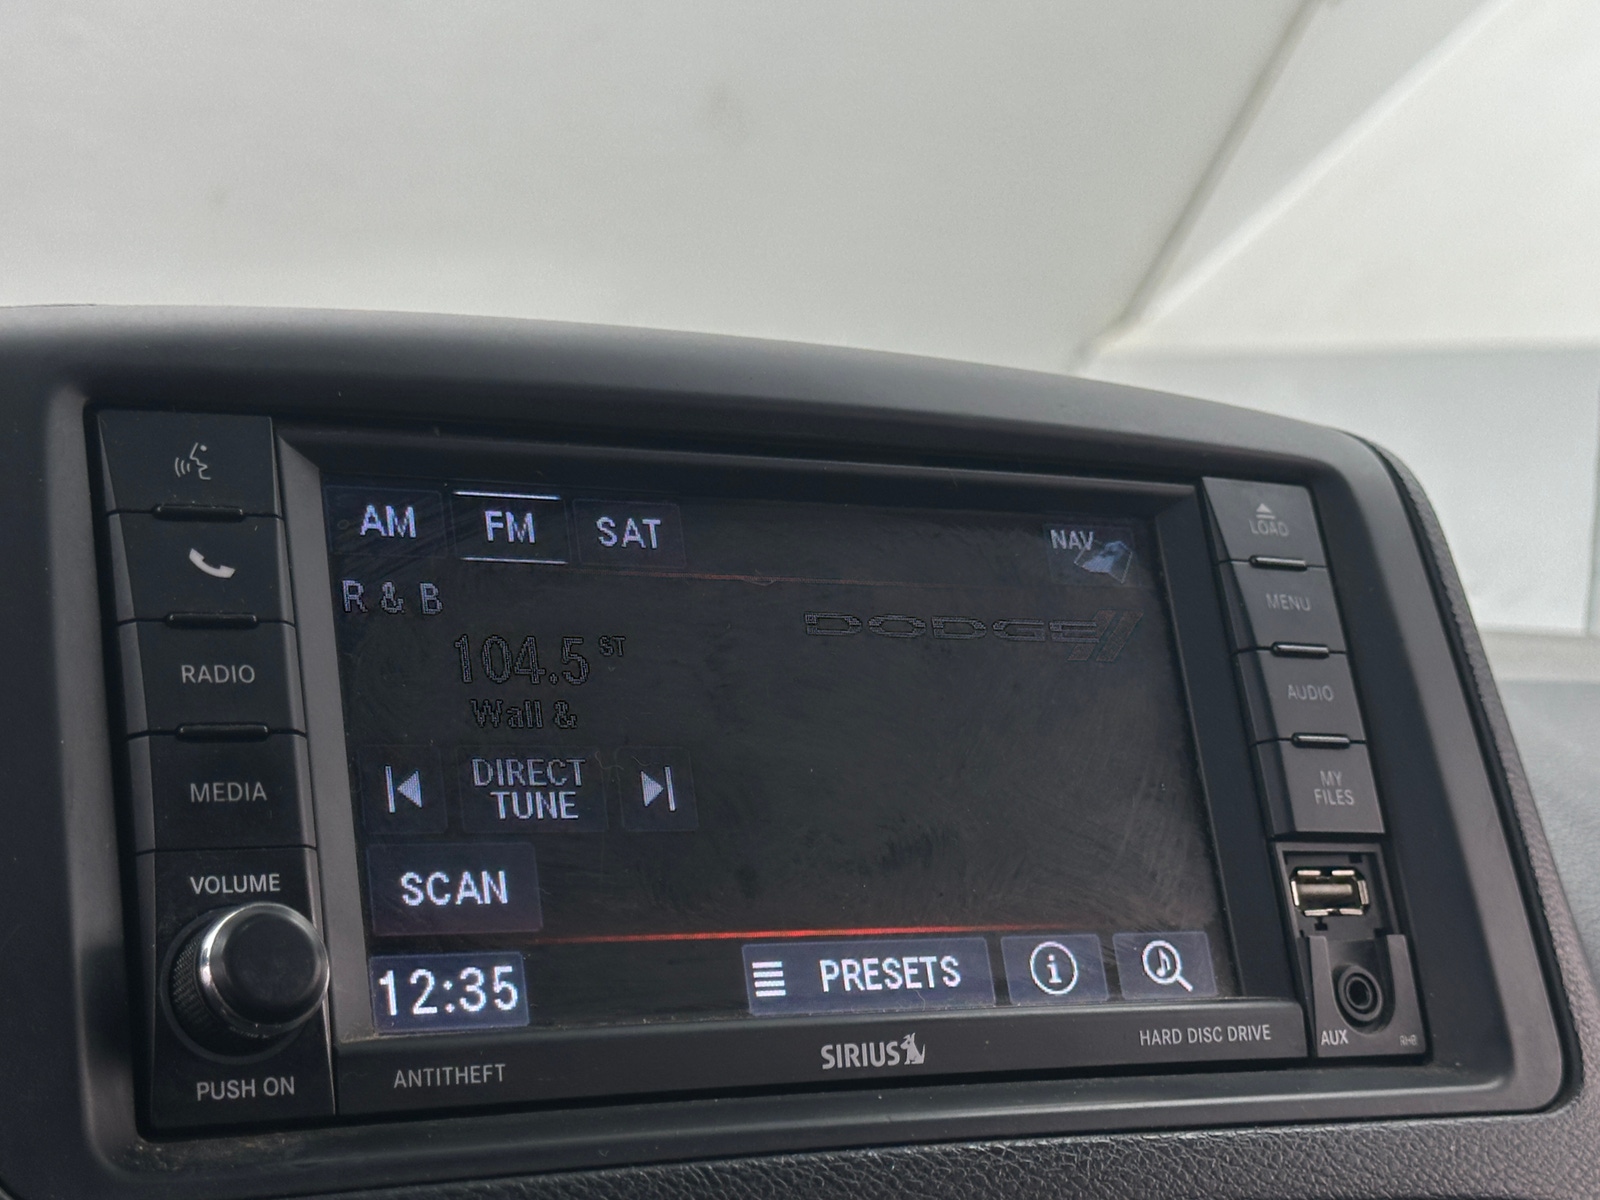 AM FM SAT NAV
R & B
104.5 ST
Wall &
DODGE
DIRECT
TUNE
SCAN
12:35 PRESETS i
RADIO
MEDIA
VOLUME
PUSH ON
ANTITHEFT
SIRIUS
HARD DISC DRIVE
LOAD
MENU
AUDIO
MY
FILES
AUX